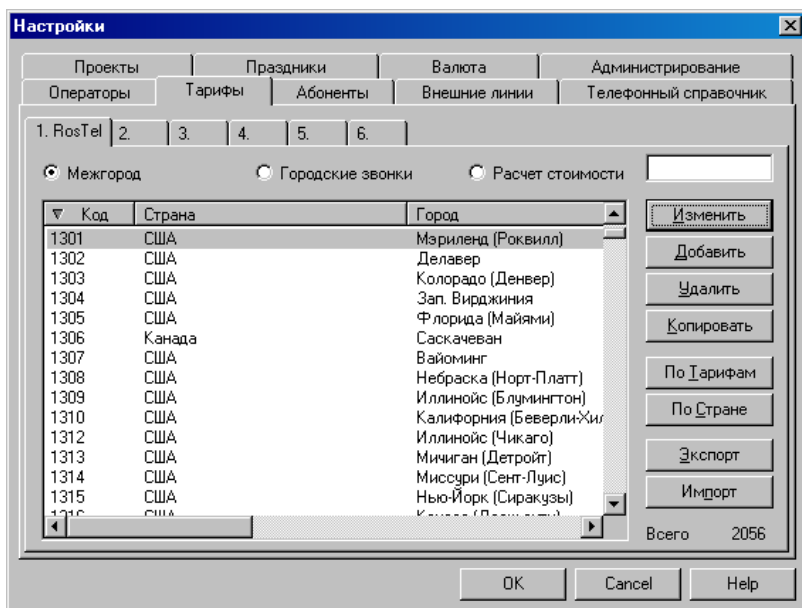 Настройки
Проекты Праздники Валюта Администрирование
Операторы Тарифы Абоненты Внешние линии Телефонный справочник
1. RosTel 2. 3. 4. 5. 6.
Межгород Городские звонки Расчет стоимости
Код Страна Город
1301 США Мэриленд (Роквилл)
1302 США Делавер
1303 США Колорадо (Денвер)
1304 США Зап. Вирджиния
1305 США Флорида (Майями)
1306 Канада Саскачеван
1307 США Вайоминг
1308 США Небраска (Норт-Платт)
1309 США Иллинойс (Блумингтон)
1310 США Калифорния (Беверли-Хил
1312 США Иллинойс (Чикаго)
1313 США Мичиган (Детройт)
1314 США Миссури (Сент-Луис)
1315 США Нью-Йорк (Сиракузы)
1316 США
Изменить
Добавить
Удалить
Копировать
По Тарифам
По Стране
Экспорт
Импорт
Всего 2056
OK Cancel Help